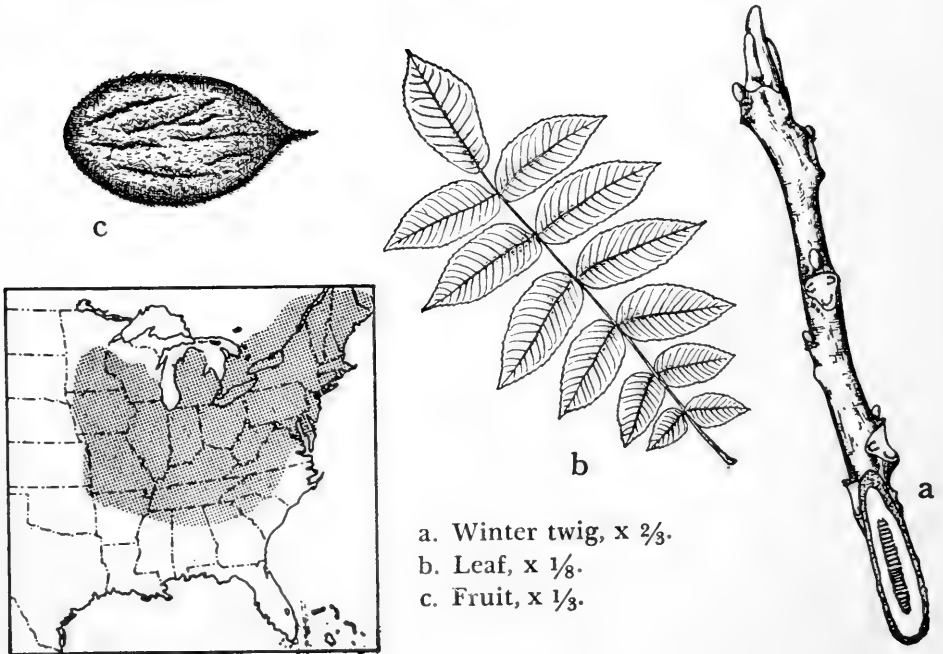 c
b
a
a. Winter twig, x ⅔.
b. Leaf, x ⅛.
c. Fruit, x ⅓.